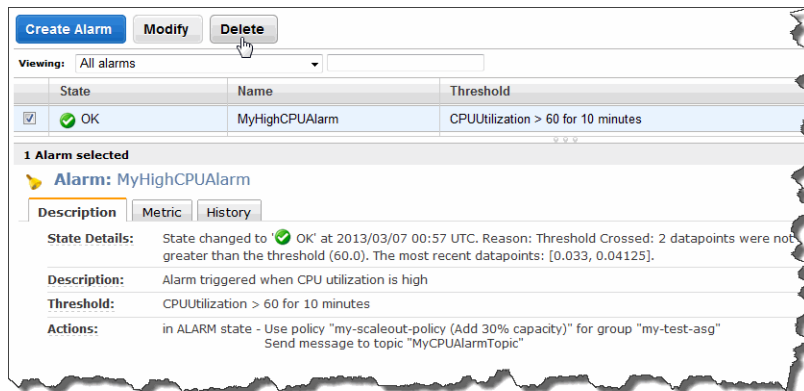 Create Alarm Modify Delete
Viewing: All alarms
State Name Threshold
OK MyHighCPUAlarm CPUUtilization > 60 for 10 minutes
1 Alarm selected
Alarm: MyHighCPUAlarm
Description Metric History
State Details: State changed to ' OK' at 2013/03/07 00:57 UTC. Reason: Threshold Crossed: 2 datapoints were not
greater than the threshold (60.0). The most recent datapoints: [0.033, 0.04125].
Description: Alarm triggered when CPU utilization is high
Threshold: CPUUtilization > 60 for 10 minutes
Actions: in ALARM state - Use policy "my-scaleout-policy (Add 30% capacity)" for group "my-test-asg"
Send message to topic "MyCPUAlarmTopic"